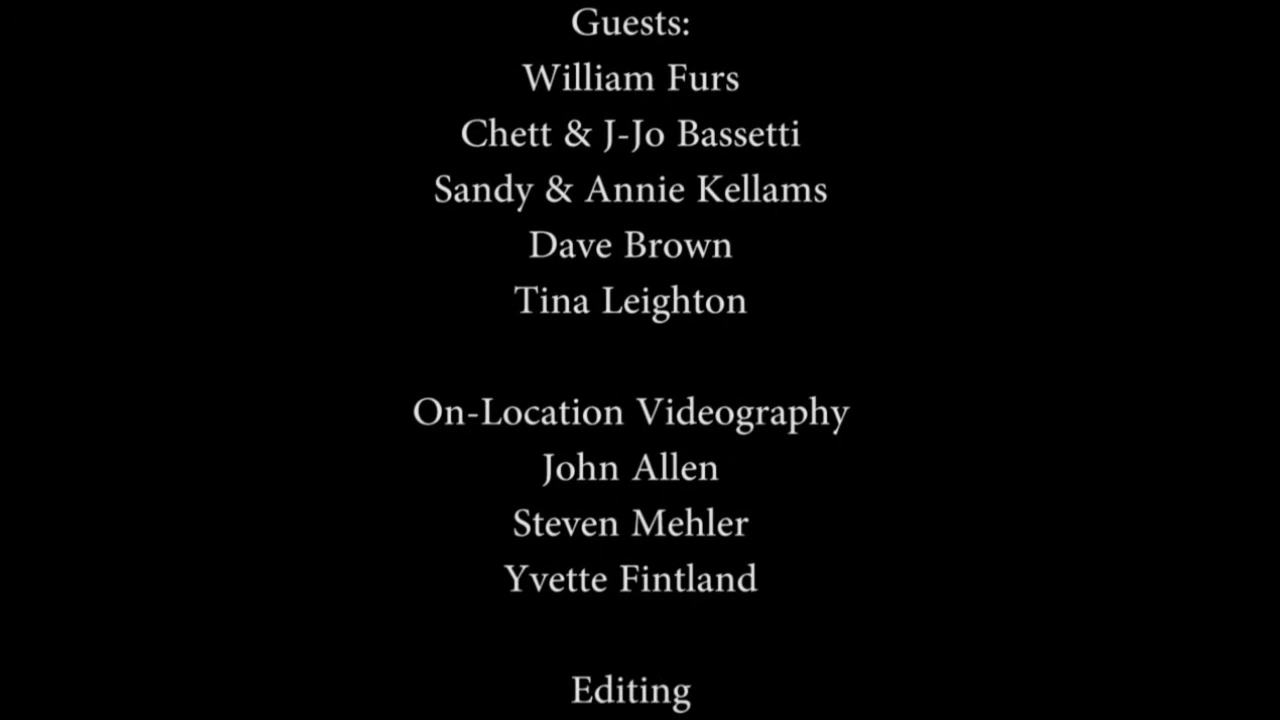 Guests:
William Furs
Chett & J-Jo Bassetti
Sandy & Annie Kellams
Dave Brown
Tina Leighton
On-Location Videography
John Allen
Steven Mehler
Yvette Fintland
Editing